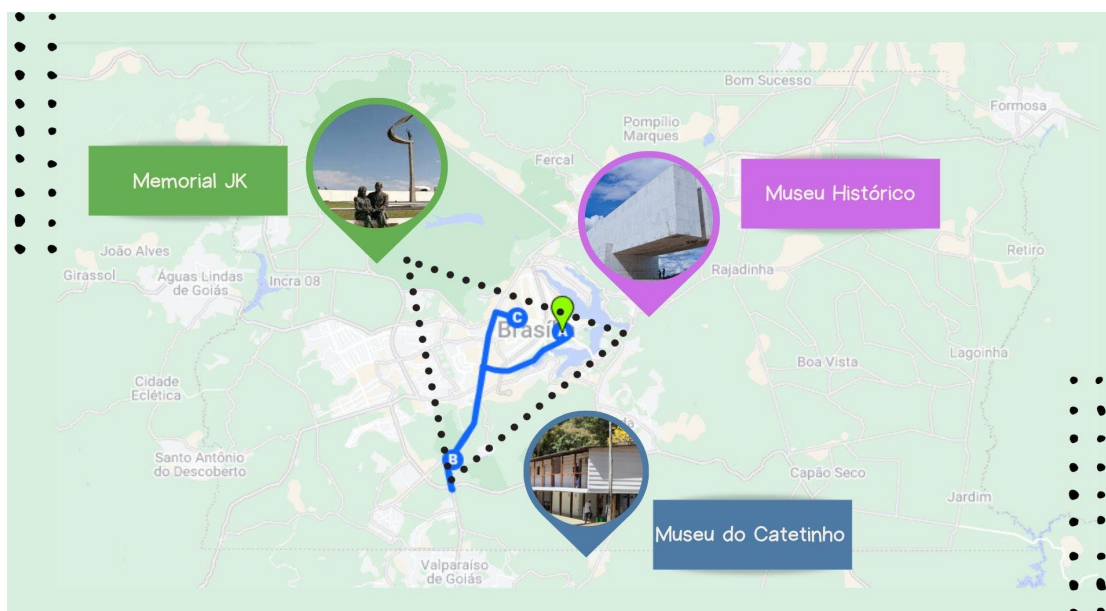 Bom Sucesso
Formosa
Pompílio
Marques
Fercal
Memorial JK
Museu Histórico
João Alves
Retiro
Girassol
Águas Lindas
de Goiás
Incra 08
Rajadinha
C
Brasíl
A
Lagoinha
Boa Vista
Cidade
Eclética
B
Santo Antônio
do Descoberto
Capão Seco
Jardim
Museu do Catetinho
Valparaíso
de Goiás